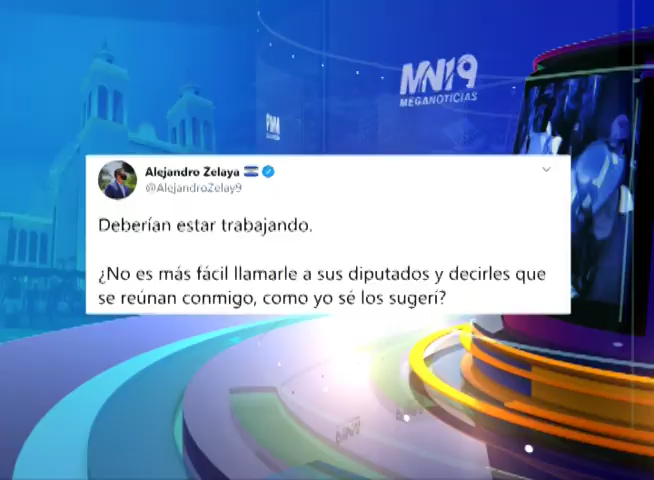 MN19
MEGANOTICIAS
Alejandro Zelaya
@AlejandroZelay9
Deberían estar trabajando.
¿No es más fácil llamarle a sus diputados y decirles que
se reúnan conmigo, como yo sé los sugerí?